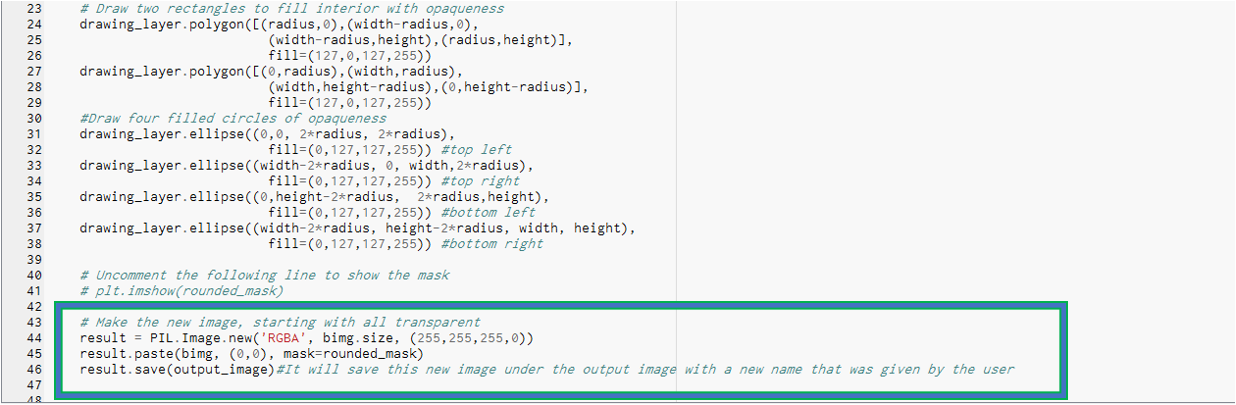 23 # Draw two rectangles to fill interior with opaqueness
24 drawing_layer.polygon([(radius,0),(width-radius,0),
25 (width-radius,height),(radius,height)],
26 fill=(127,0,127,255))
27 drawing_layer.polygon([(0,radius),(width,radius),
28 (width,height-radius),(0,height-radius)],
29 fill=(127,0,127,255))
30 #Draw four filled circles of opaqueness
31 drawing_layer.ellipse((0,0, 2*radius, 2*radius),
32 fill=(0,127,127,255)) #top left
33 drawing_layer.ellipse((width-2*radius, 0, width,2*radius),
34 fill=(0,127,127,255)) #top right
35 drawing_layer.ellipse((0,height-2*radius,  2*radius,height),
36 fill=(0,127,127,255)) #bottom left
37 drawing_layer.ellipse((width-2*radius, height-2*radius, width, height),
38 fill=(0,127,127,255)) #bottom right
39
40 # Uncomment the following line to show the mask
41 # plt.imshow(rounded_mask)
42
43 # Make the new image, starting with all transparent
44 result = PIL.Image.new('RGBA', bimg.size, (255,255,255,0))
45 result.paste(bimg, (0,0), mask=rounded_mask)
46 result.save(output_image)#It will save this new image under the output image with a new name that was given by the user
47
48